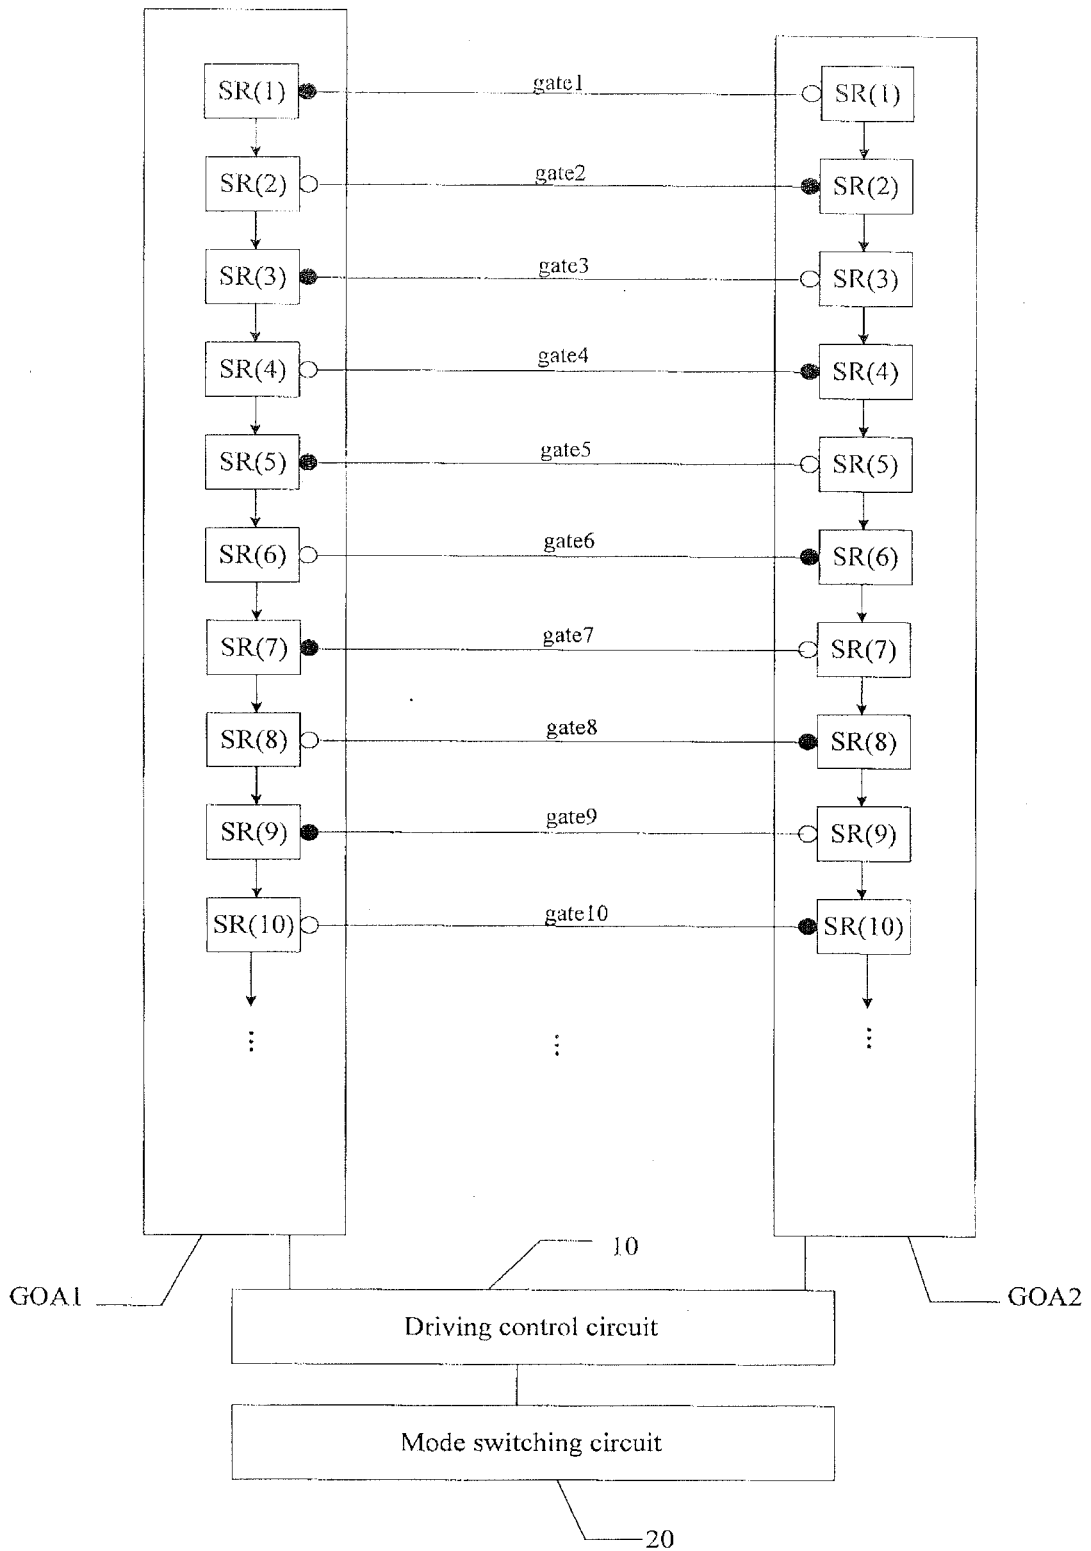 SR(1) gate1 SR(1)
SR(2) gate2 SR(2)
SR(3) gate3 SR(3)
SR(4) gate4 SR(4)
SR(5) gate5 SR(5)
SR(6) gate6 SR(6)
SR(7) gate7 SR(7)
SR(8) gate8 SR(8)
SR(9) gate9 SR(9)
SR(10) gate10 SR(10)
⋮ ⋮ ⋮
10
GOA1 GOA2
Driving control circuit
Mode switching circuit
20